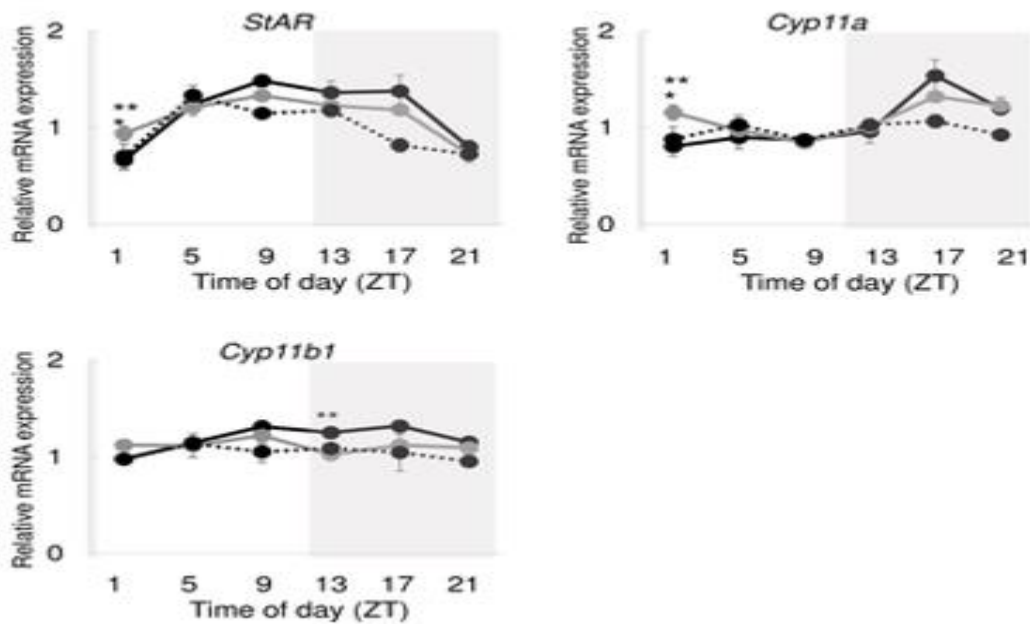 StAR
Relative mRNA expression
2
1
0
**
*
1 5 9 13 17 21
Time of day (ZT)
Cyp11a
Relative mRNA expression
2
1
0
**
*
1 5 9 13 17 21
Time of day (ZT)
Cyp11b1
Relative mRNA expression
2
1
0
**
1 5 9 13 17 21
Time of day (ZT)